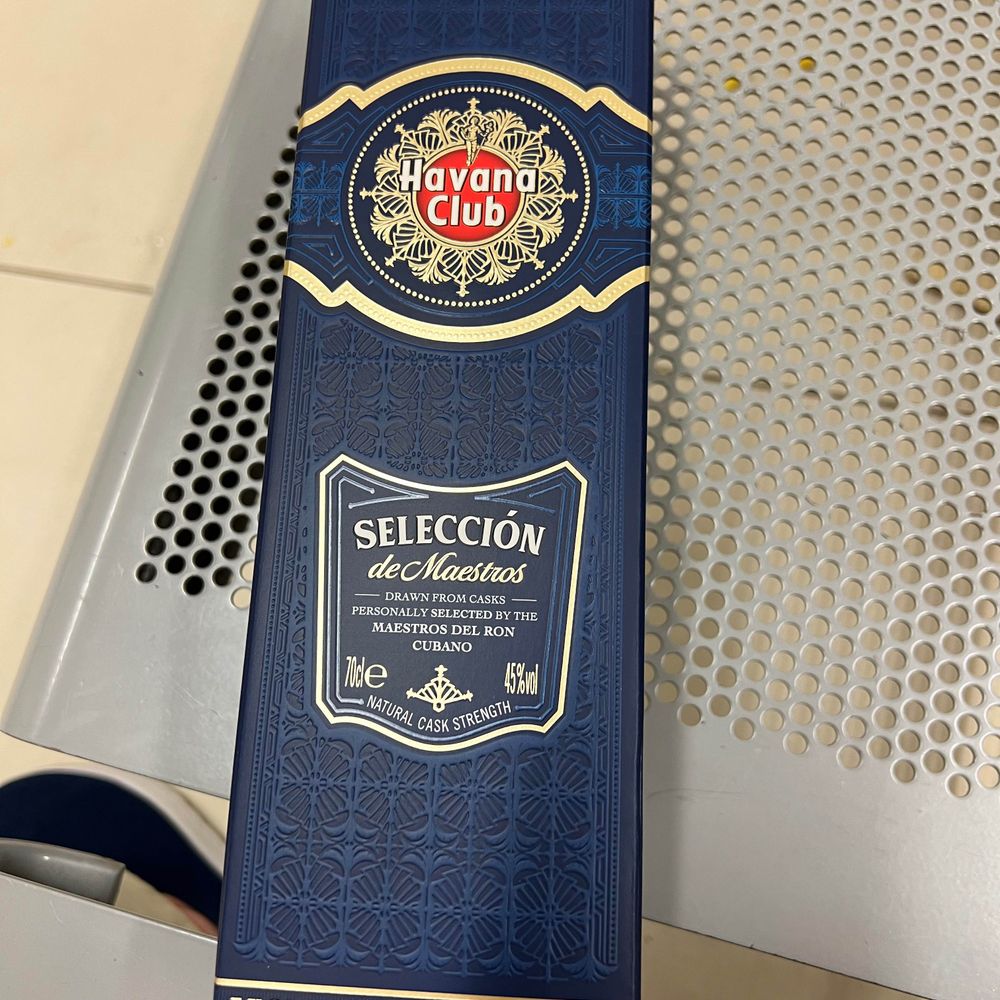 Havana
Club
SELECCIÓN
de Maestros
DRAWN FROM CASKS
PERSONALLY SELECTED BY THE
MAESTROS DEL RON
CUBANO
70cl e
45%vol
NATURAL CASK STRENGTH